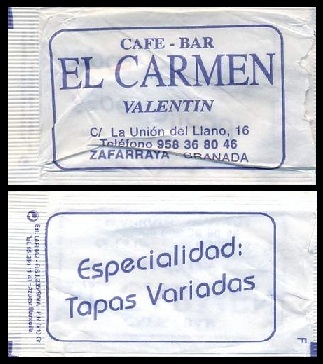 CAFE - BAR
EL CARMEN
VALENTIN
C/ La Unión del Llano, 16
Teléfono 958 36 80 46
ZAFARRAYA - GRANADA
Especialidad:
Tapas Variadas
F